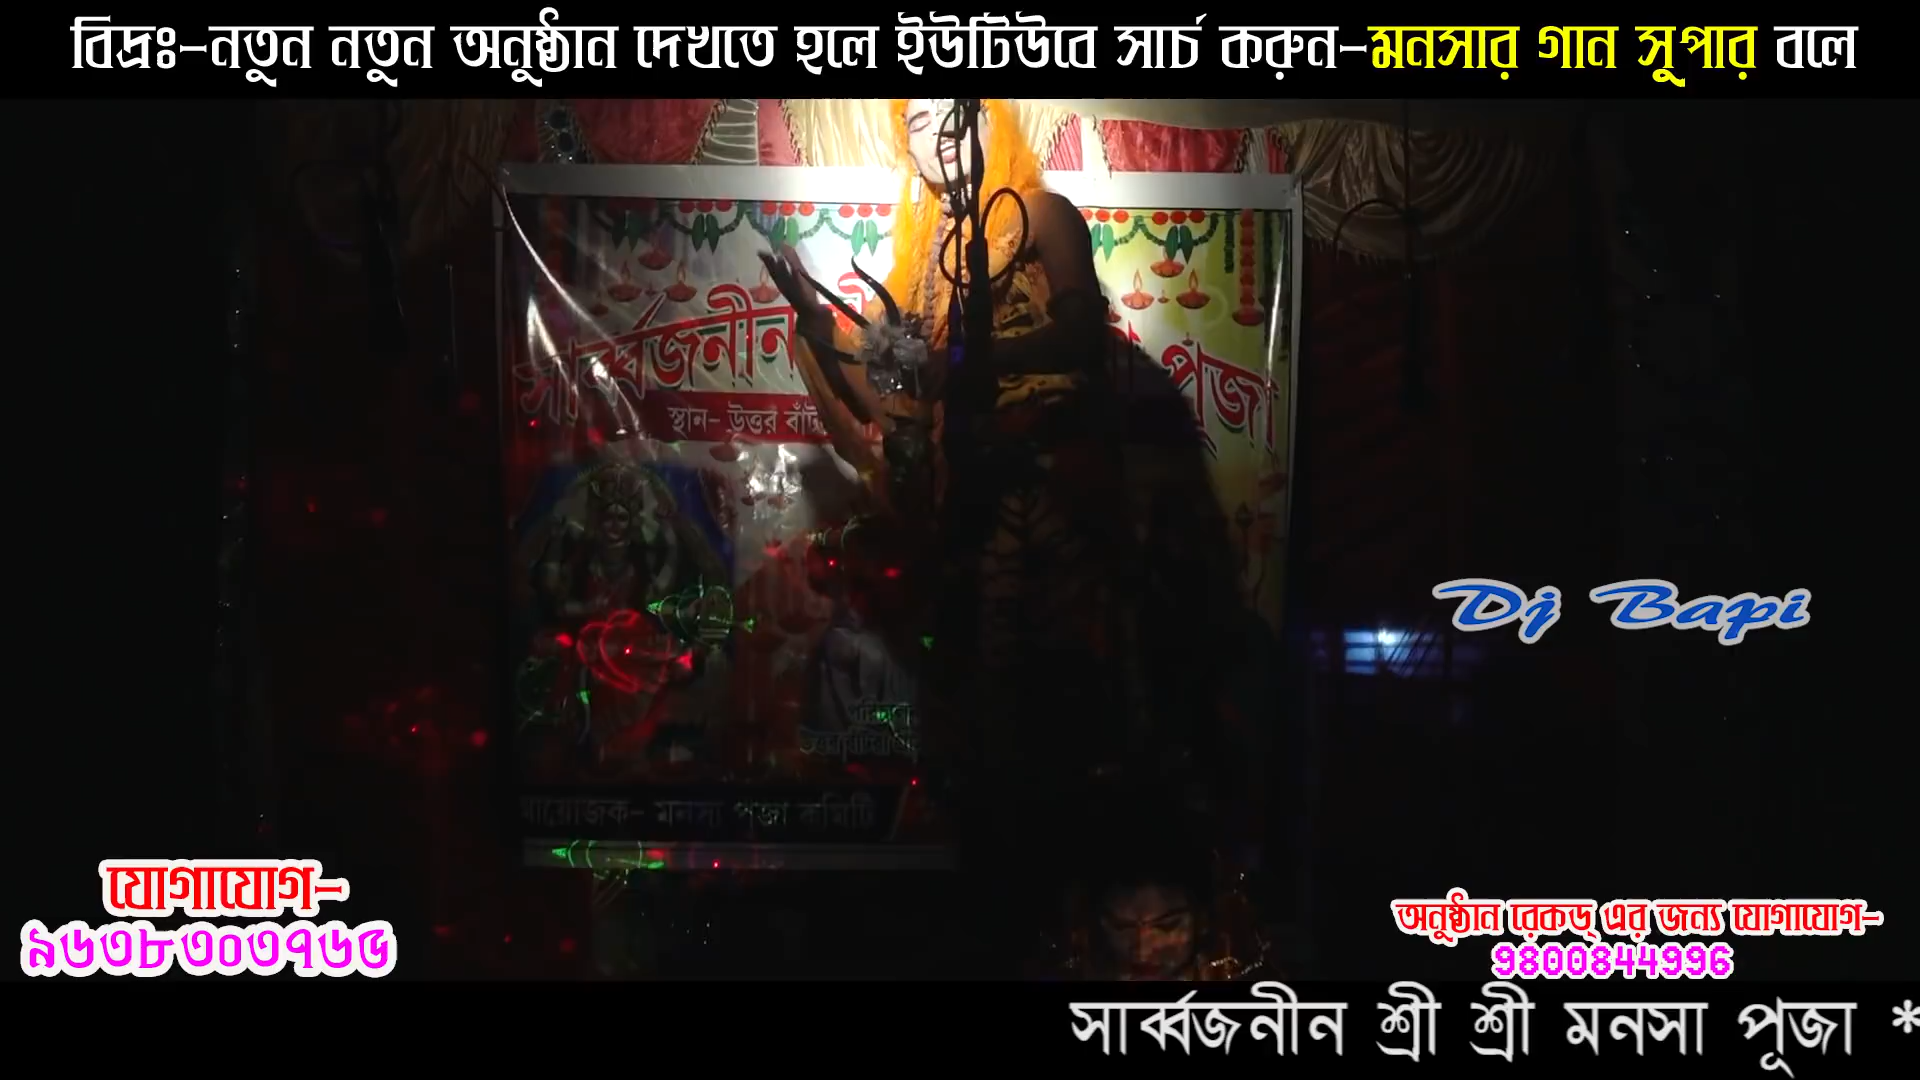 বিদ্রঃ-নতুন নতুন অনুষ্ঠান দেখতে হলে ইউটিউবে সার্চ করুন-মনসার গান সুপার বলে
সার্ব্বজনীন
পূজা
স্থান- উত্তর
Dj Bapi
আয়োজক- মনসা পূজা কমিটি
যোগাযোগ-
৯৬৩৮৩০৩৭৬৬
অনুষ্ঠান রেকড্ এর জন্য যোগাযোগ-
9800844996
সার্ব্বজনীন শ্রী শ্রী মনসা পূজা *